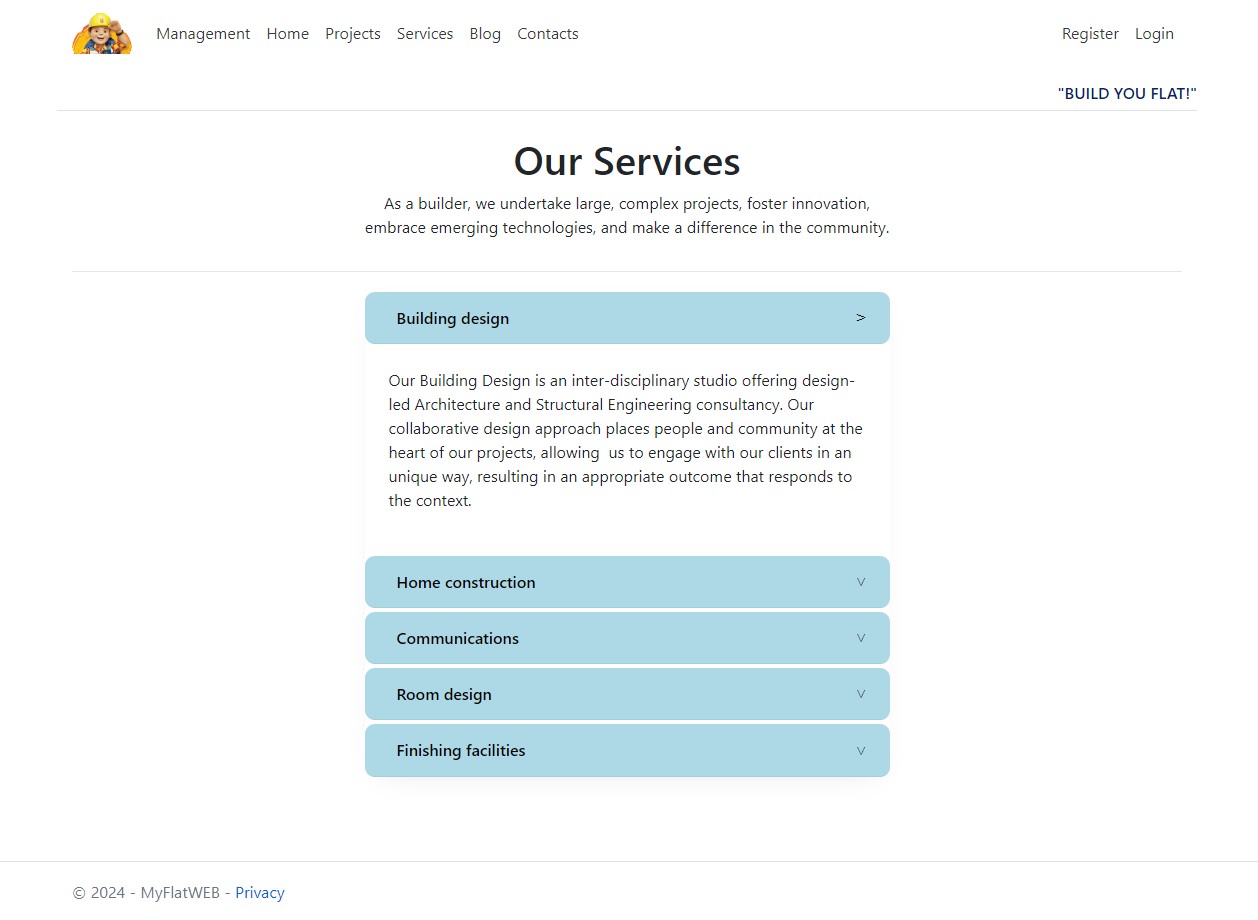 Management Home Projects Services Blog Contacts Register Login
"BUILD YOU FLAT!"
Our Services
As a builder, we undertake large, complex projects, foster innovation,
embrace emerging technologies, and make a difference in the community.
Building design >
Our Building Design is an inter-disciplinary studio offering design-
led Architecture and Structural Engineering consultancy. Our
collaborative design approach places people and community at the
heart of our projects, allowing  us to engage with our clients in an
unique way, resulting in an appropriate outcome that responds to
the context.
Home construction
Communications
Room design
Finishing facilities
© 2024 - MyFlatWEB - Privacy